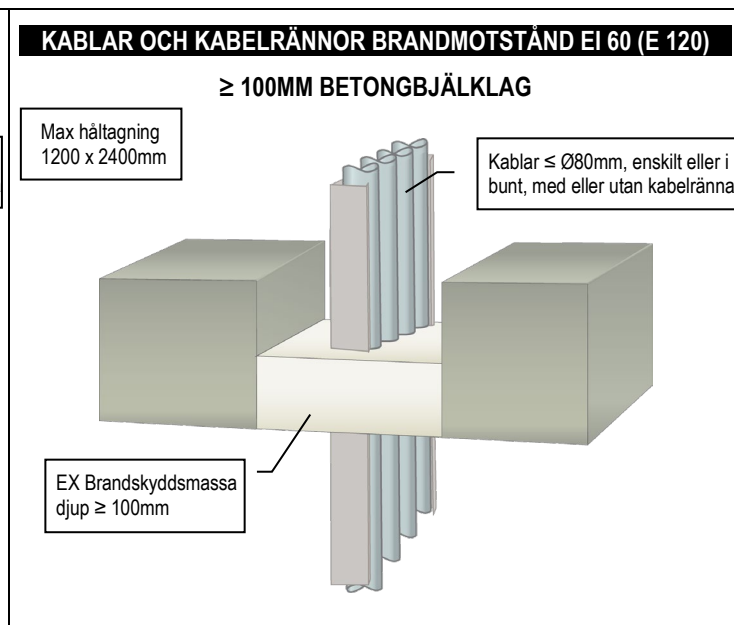 KABLAR OCH KABELRÄNNOR BRANDMOTSTÅND EI 60 (E 120)
≥ 100MM BETONGBJÄLKLAG
Max håltagning
1200 x 2400mm
Kablar ≤ Ø80mm, enskilt eller i
bunt, med eller utan kabelränna
EX Brandskyddsmassa
djup ≥ 100mm